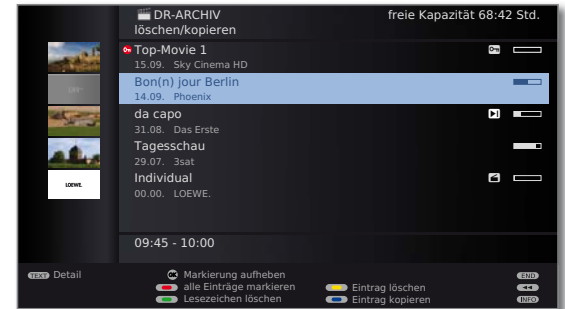 DR-ARCHIV freie Kapazität 68:42 Std.
löschen/kopieren
Top-Movie 1
15.09. Sky Cinema HD
Bon(n) jour Berlin
14.09. Phoenix
da capo
31.08. Das Erste
Tagesschau
29.07. 3sat
Individual
00.00. LOEWE.
LOEWE.
09:45 - 10:00
TEXT Detail OK Markierung aufheben END
alle Einträge markieren Eintrag löschen
Lesezeichen löschen Eintrag kopieren INFO